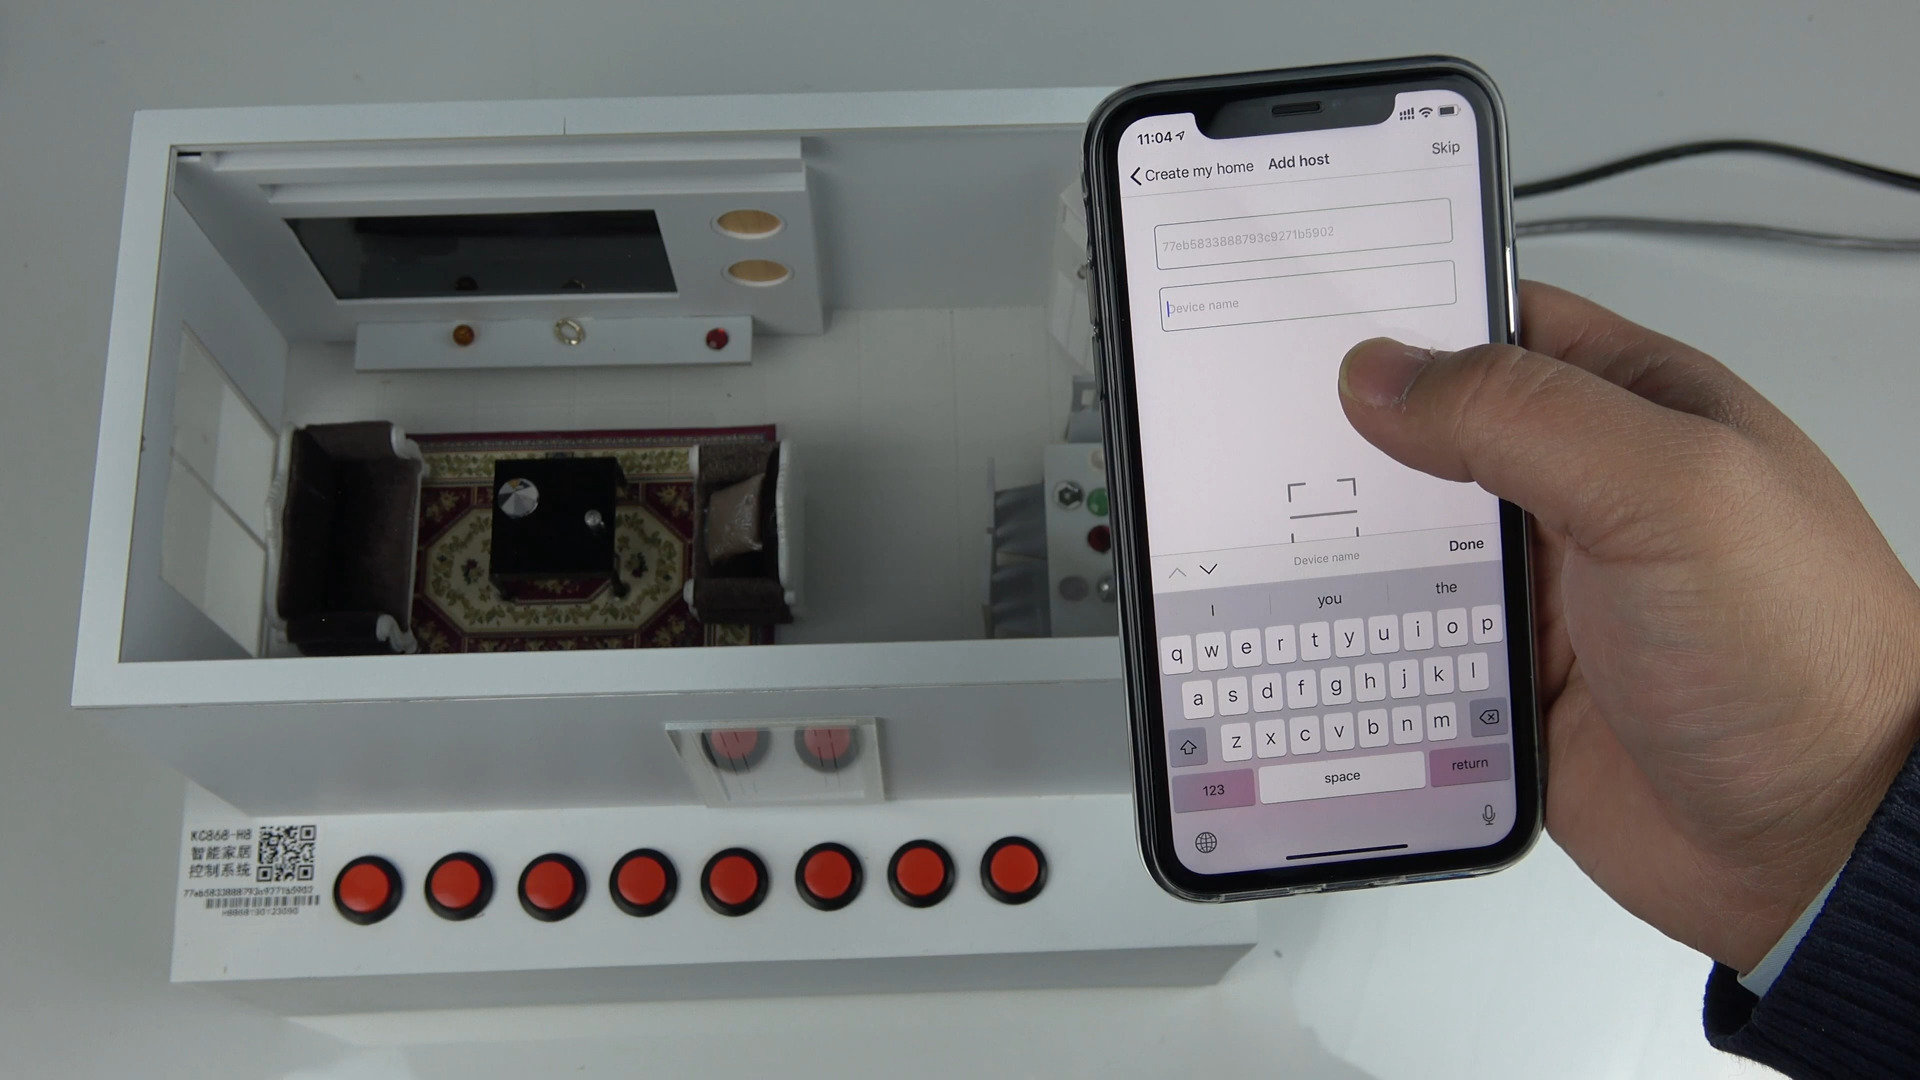 11:04
Create my home
Add host
Skip
77eb5833888793c9271b5902
Device name
Device name
Done
I
you
the
q w e r t y u i o p
a s d f g h j k l
z x c v b n m
123
space
return
KC868-H8
智能家居
控制系统
77eb5833888793c9271b5902